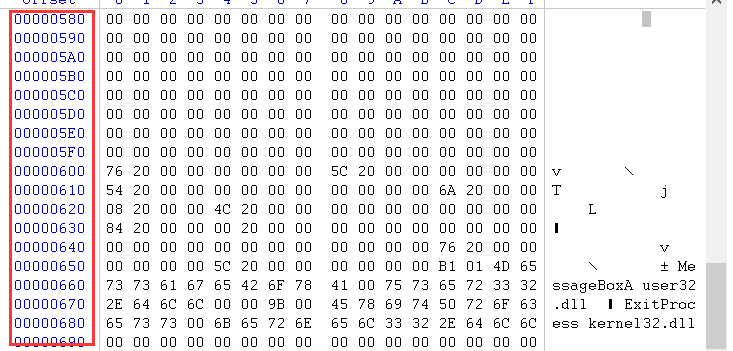 Offset 0 1 2 3 4 5 6 7 8 9 A B C D E F
00000580 00 00 00 00 00 00 00 00 00 00 00 00 00 00 00 00
00000590 00 00 00 00 00 00 00 00 00 00 00 00 00 00 00 00
000005A0 00 00 00 00 00 00 00 00 00 00 00 00 00 00 00 00
000005B0 00 00 00 00 00 00 00 00 00 00 00 00 00 00 00 00
000005C0 00 00 00 00 00 00 00 00 00 00 00 00 00 00 00 00
000005D0 00 00 00 00 00 00 00 00 00 00 00 00 00 00 00 00
000005E0 00 00 00 00 00 00 00 00 00 00 00 00 00 00 00 00
000005F0 00 00 00 00 00 00 00 00 00 00 00 00 00 00 00 00
00000600 76 20 00 00 00 00 00 00 5C 20 00 00 00 00 00 00 v \
00000610 54 20 00 00 00 00 00 00 00 00 00 00 6A 20 00 00 T j
00000620 08 20 00 00 4C 20 00 00 00 00 00 00 00 00 00 00 L
00000630 84 20 00 00 00 20 00 00 00 00 00 00 00 00 00 00
00000640 00 00 00 00 00 00 00 00 00 00 00 00 76 20 00 00 v
00000650 00 00 00 00 5C 20 00 00 00 00 00 00 B1 01 4D 65 \ ± Me
00000660 73 73 61 67 65 42 6F 78 41 00 75 73 65 72 33 32 ssageBoxA user32
00000670 2E 64 6C 6C 00 00 9B 00 45 78 69 74 50 72 6F 63 .dll ExitProc
00000680 65 73 73 00 6B 65 72 6E 65 6C 33 32 2E 64 6C 6C ess kernel32.dll
00000690 00 00 00 00 00 00 00 00 00 00 00 00 00 00 00 00